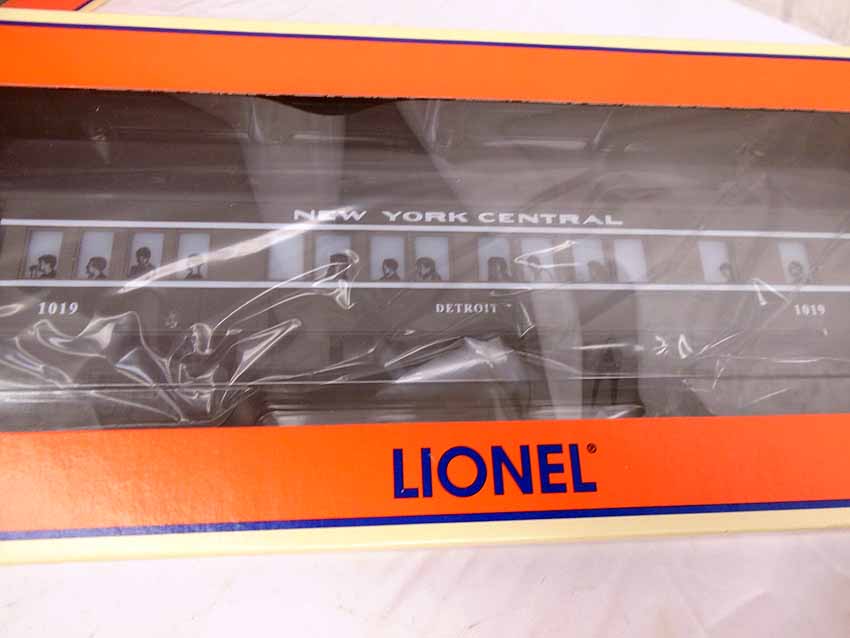 NEW YORK CENTRAL
1019 DETROIT 1019
LIONEL®